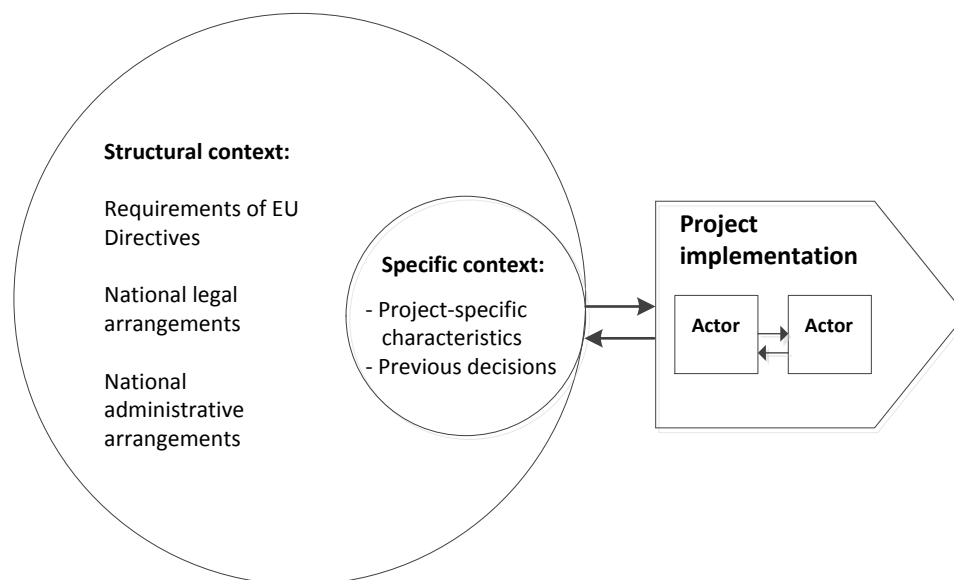 Structural context:
Requirements of EU
Directives
National legal
arrangements
National
administrative
arrangements
Specific context:
- Project-specific
characteristics
- Previous decisions
Project
implementation
Actor
Actor